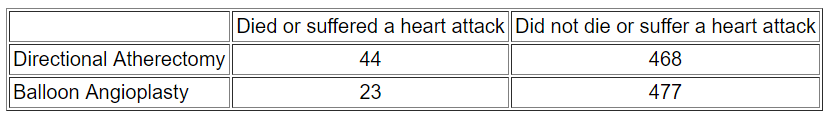 Died or suffered a heart attack Did not die or suffer a heart attack
Directional Atherectomy 44 468
Balloon Angioplasty 23 477